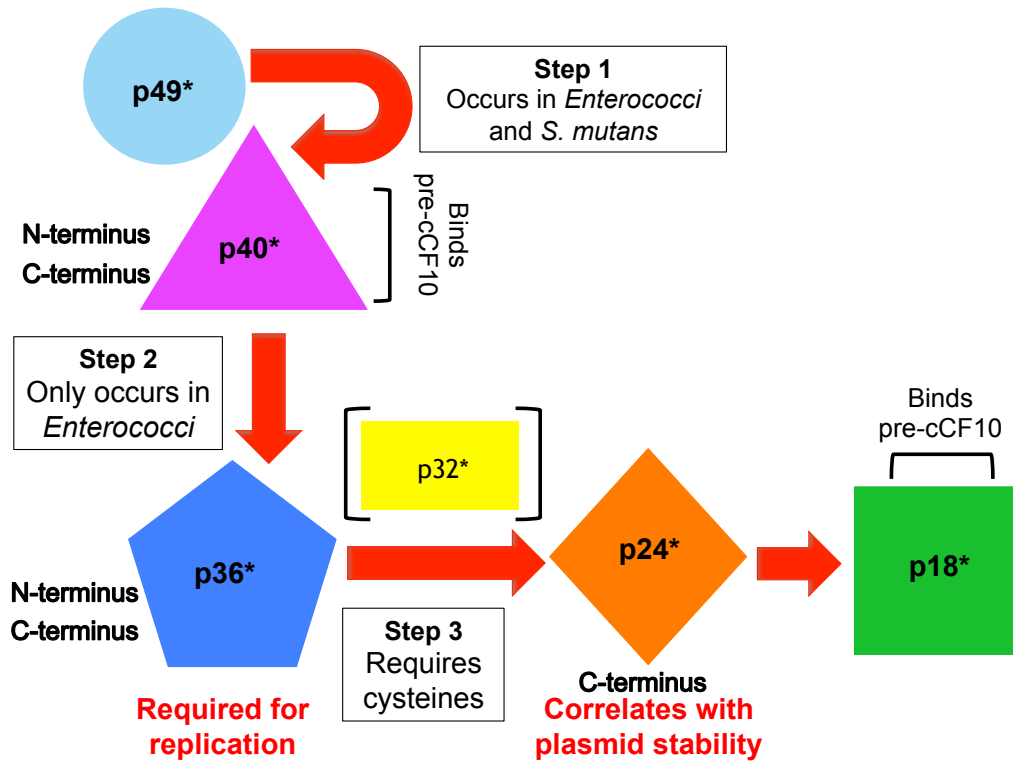 p49*
Step 1
Occurs in Enterococci
and S. mutans
Binds
pre-cCF10
N-terminus
C-terminus
p40*
Step 2
Only occurs in
Enterococci
p32*
Binds
pre-cCF10
p36*
N-terminus
C-terminus
p24*
p18*
Step 3
Requires
cysteines
Required for
replication
C-terminus
Correlates with
plasmid stability